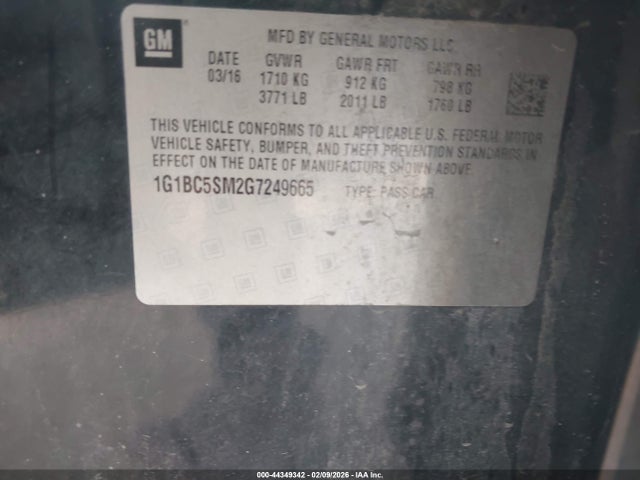 GM
MFD BY GENERAL MOTORS LLC.
DATE GVWR GAWR FRT GAWR RR
03/16 1710 KG 912 KG 798 KG
3771 LB 2011 LB 1760 LB
THIS VEHICLE CONFORMS TO ALL APPLICABLE U.S. FEDERAL MOTOR
VEHICLE SAFETY, BUMPER, AND THEFT PREVENTION STANDARDS IN
EFFECT ON THE DATE OF MANUFACTURE SHOWN ABOVE.
1G1BC5SM2G7249665 TYPE: PASS CAR
000-44349342 - 02/09/2026 - IAA Inc.